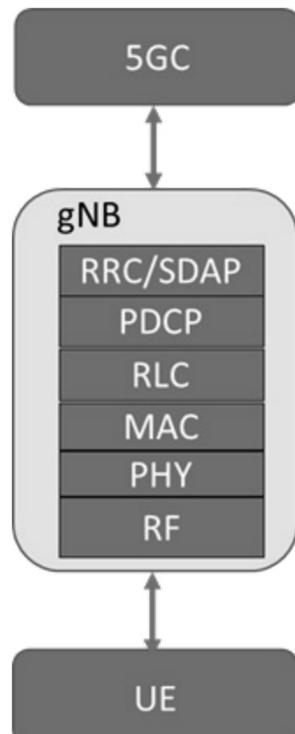 5GC
gNB
RRC/SDAP
PDCP
RLC
MAC
PHY
RF
UE